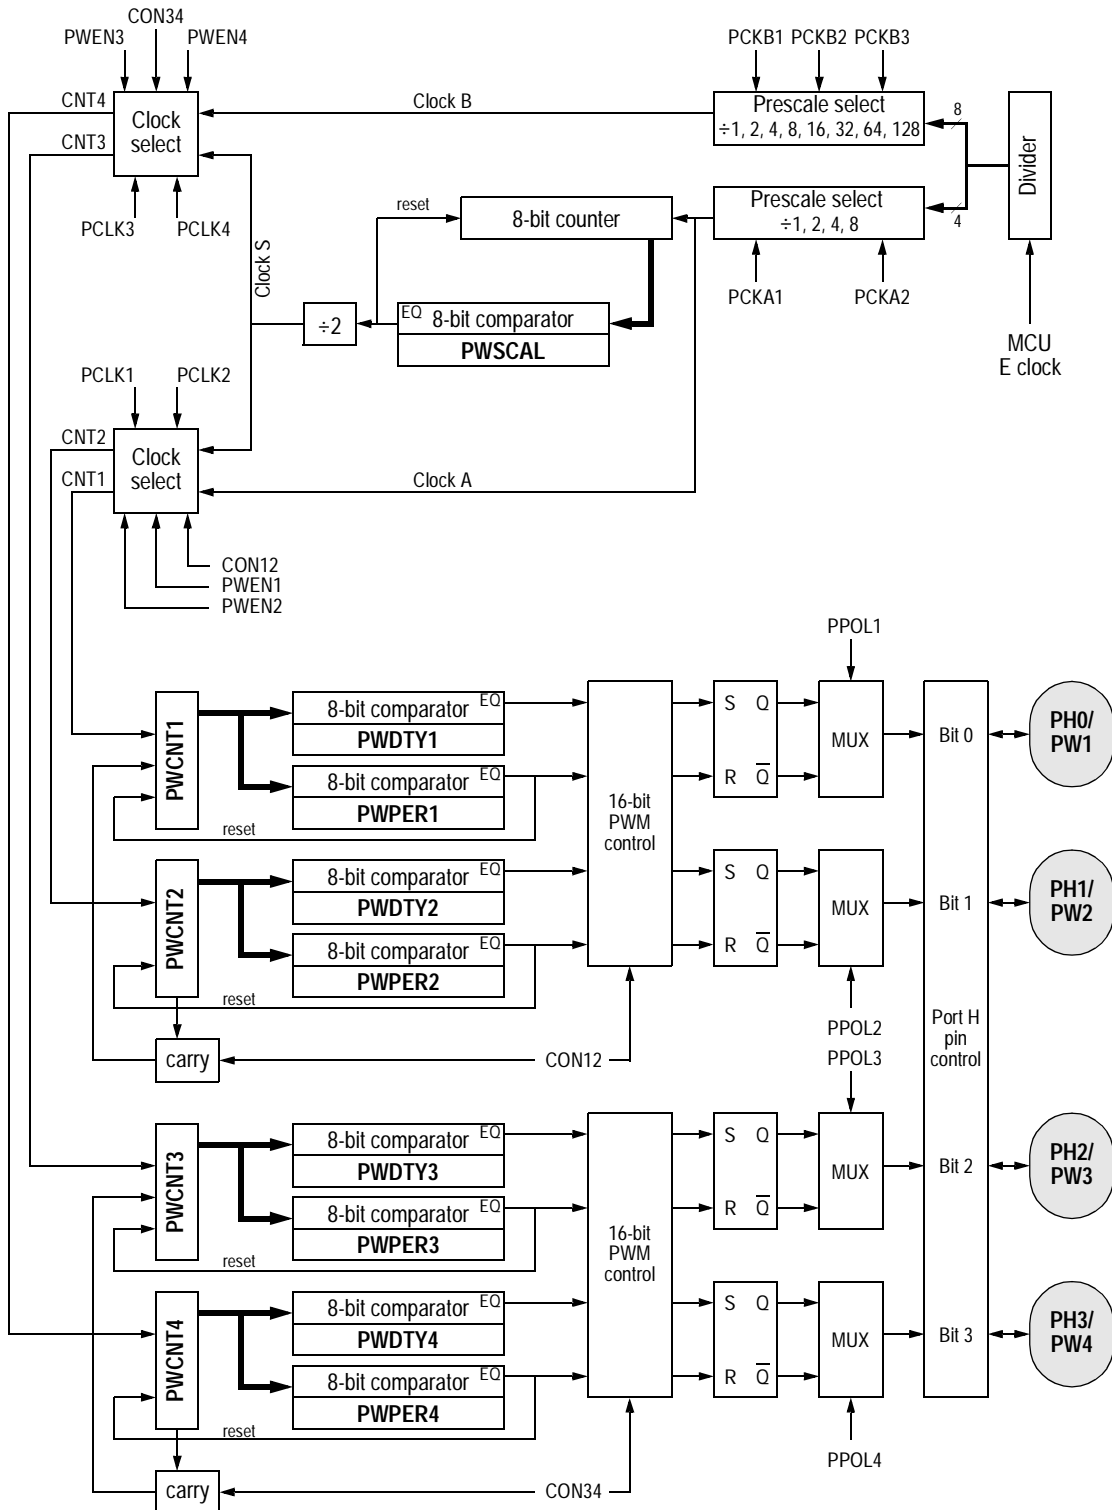 CON34
PWEN3 PWEN4
PCKB1 PCKB2 PCKB3
CNT4
Clock select
Clock B
Prescale select
÷1, 2, 4, 8, 16, 32, 64, 128
8
Divider
CNT3
PCLK3 PCLK4
reset
8-bit counter
Prescale select
÷1, 2, 4, 8
4
Clock S
PCKA1 PCKA2
÷2
EQ 8-bit comparator
PWSCAL
MCU
E clock
PCLK1 PCLK2
CNT2
Clock select
CNT1
Clock A
CON12
PWEN1
PWEN2
PPOL1
PWCNT1
8-bit comparator EQ
PWDTY1
8-bit comparator EQ
PWPER1
reset
16-bit
PWM
control
S Q
R Q̅
MUX
Bit 0
PH0/
PW1
PWCNT2
8-bit comparator EQ
PWDTY2
8-bit comparator EQ
PWPER2
reset
S Q
R Q̅
MUX
Bit 1
PH1/
PW2
carry
CON12
PPOL2
PPOL3
Port H
pin
control
PWCNT3
8-bit comparator EQ
PWDTY3
8-bit comparator EQ
PWPER3
reset
16-bit
PWM
control
S Q
R Q̅
MUX
Bit 2
PH2/
PW3
PWCNT4
8-bit comparator EQ
PWDTY4
8-bit comparator EQ
PWPER4
reset
S Q
R Q̅
MUX
Bit 3
PH3/
PW4
carry
CON34
PPOL4